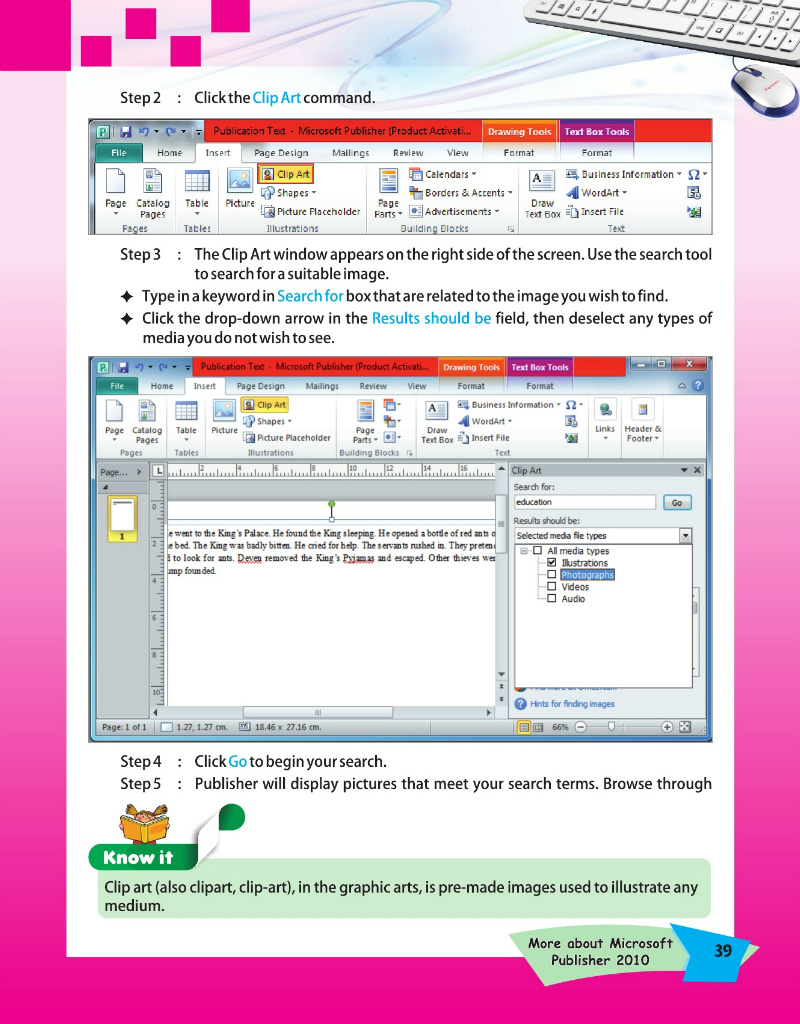 Step 2 : Click the Clip Art command.
Publication Text - Microsoft Publisher (Product Activati... Drawing Tools Text Box Tools
File Home Insert Page Design Mailings Review View Format Format
Page Catalog Pages Table Picture Clip Art Shapes Picture Placeholder Page Parts Calendars Borders & Accents Advertisements Draw Text Box Business Information WordArt Insert File
Pages Tables Illustrations Building Blocks Text
Step 3 : The Clip Art window appears on the right side of the screen. Use the search tool
to search for a suitable image.
Type in a keyword in Search for box that are related to the image you wish to find.
Click the drop-down arrow in the Results should be field, then deselect any types of
media you do not wish to see.
Publication Text - Microsoft Publisher (Product Activati... Drawing Tools Text Box Tools
File Home Insert Page Design Mailings Review View Format Format
Page Catalog Pages Table Picture Clip Art Shapes Picture Placeholder Page Parts Draw Text Box Business Information WordArt Insert File Links Header & Footer
Pages Tables Illustrations Building Blocks Text
Page... > L 2 4 6 8 10 12 14 16
1
0
2
4
6
8
10
e went to the King's Palace. He found the King sleeping. He opened a bottle of red ants o
e bed. The King was badly bitten. He cried for help. The servants rushed in. They preten
d to look for ants. Deven removed the King's Pyjamas and escaped. Other thieves wer
ump founded.
Clip Art
Search for:
education Go
Results should be:
Selected media file types
All media types
Illustrations
Photographs
Videos
Audio
Hints for finding images
Page: 1 of 1 1.27, 1.27 cm. 18.46 x 27.16 cm. 66%
Step 4 : Click Go to begin your search.
Step 5 : Publisher will display pictures that meet your search terms. Browse through
Know it
Clip art (also clipart, clip-art), in the graphic arts, is pre-made images used to illustrate any
medium.
More about Microsoft
Publisher 2010
39